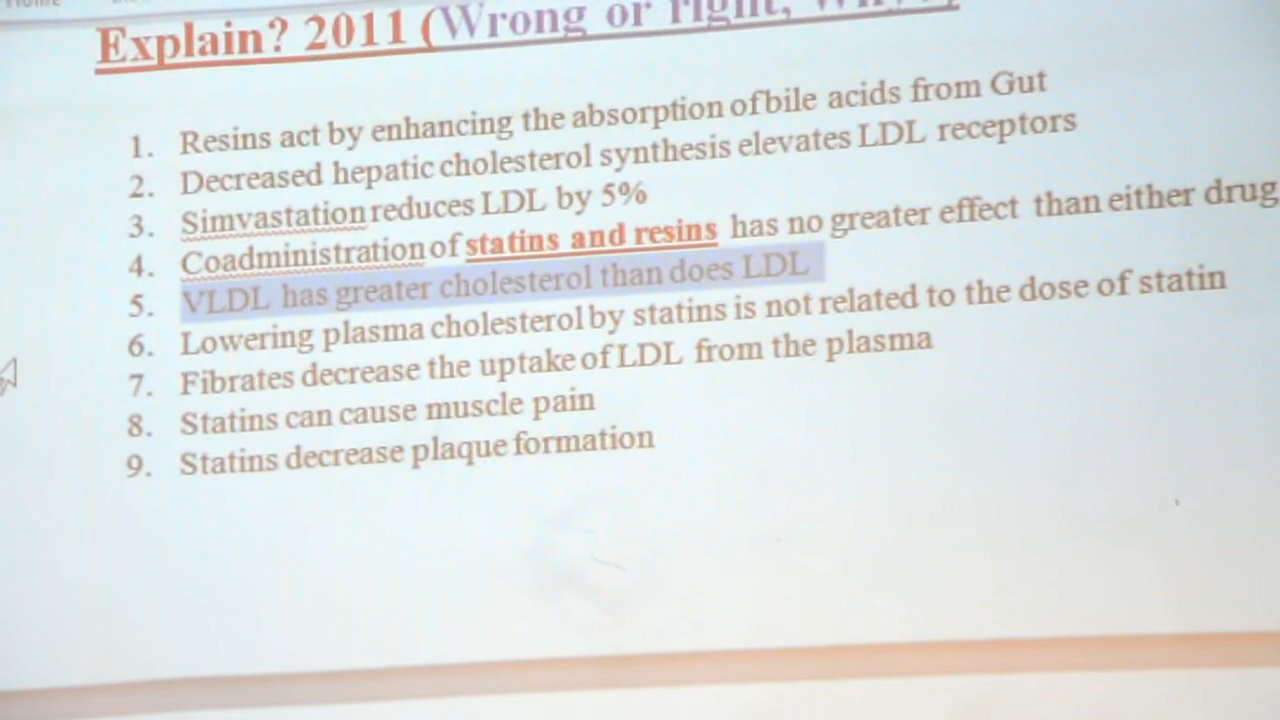 Explain? 2011 (Wrong or right,
1. Resins act by enhancing the absorption of bile acids from Gut
2. Decreased hepatic cholesterol synthesis elevates LDL receptors
3. Simvastation reduces LDL by 5%
4. Coadministration of statins and resins has no greater effect than either drug
5. VLDL has greater cholesterol than does LDL
6. Lowering plasma cholesterol by statins is not related to the dose of statin
7. Fibrates decrease the uptake of LDL from the plasma
8. Statins can cause muscle pain
9. Statins decrease plaque formation